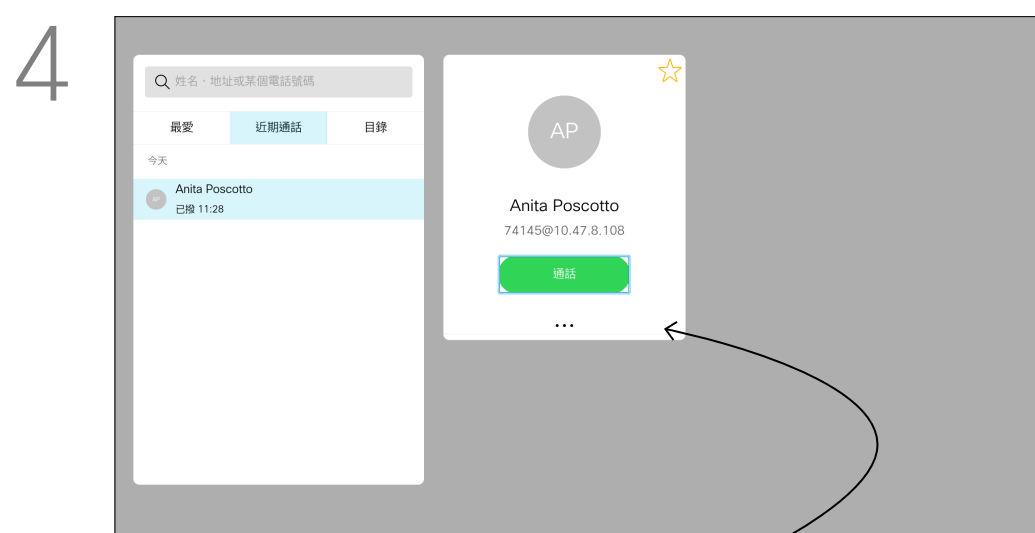 4
姓名、地址或某個電話號碼
最愛 近期通話 目錄
今天
AP Anita Poscotto
已撥 11:28
AP
Anita Poscotto
74145@10.47.8.108
通話